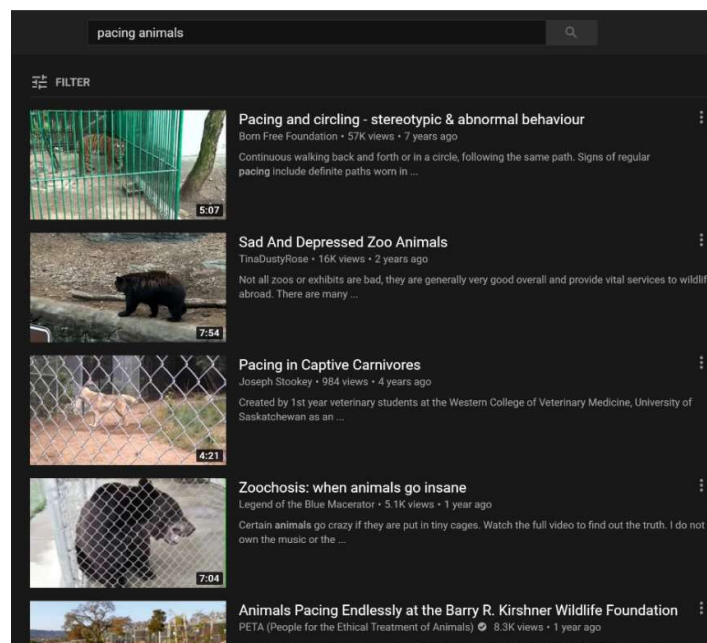 pacing animals
FILTER
Pacing and circling - stereotypic & abnormal behaviour
Born Free Foundation • 57K views • 7 years ago
Continuous walking back and forth or in a circle, following the same path. Signs of regular
pacing include definite paths worn in ...
5:07
Sad And Depressed Zoo Animals
TinaDustyRose • 16K views • 2 years ago
Not all zoos or exhibits are bad, they are generally very good overall and provide vital services to wildlif
abroad. There are many ...
7:54
Pacing in Captive Carnivores
Joseph Stookey • 984 views • 4 years ago
Created by 1st year veterinary students at the Western College of Veterinary Medicine, University of
Saskatchewan as an ...
4:21
Zoochosis: when animals go insane
Legend of the Blue Macerator • 5.1K views • 1 year ago
Certain animals go crazy if they are put in tiny cages. Watch the full video to find out the truth. I do not
own the music or the ...
7:04
Animals Pacing Endlessly at the Barry R. Kirshner Wildlife Foundation
PETA (People for the Ethical Treatment of Animals) 8.3K views • 1 year ago